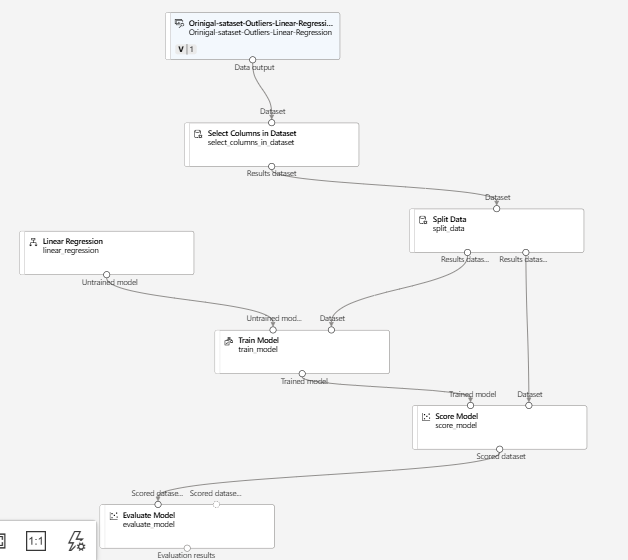 Orinigal-sataset-Outliers-Linear-Regressi...
Orinigal-sataset-Outliers-Linear-Regression
V | 1
Data output
Dataset
Select Columns in Dataset
select_columns_in_dataset
Results dataset
Dataset
Split Data
split_data
Results datas...
Results datas...
Linear Regression
linear_regression
Untrained model
Untrained mod...
Dataset
Train Model
train_model
Trained model
Trained model
Dataset
Score Model
score_model
Scored dataset
Scored datase...
Scored datase...
Evaluate Model
evaluate_model
Evaluation results
1:1